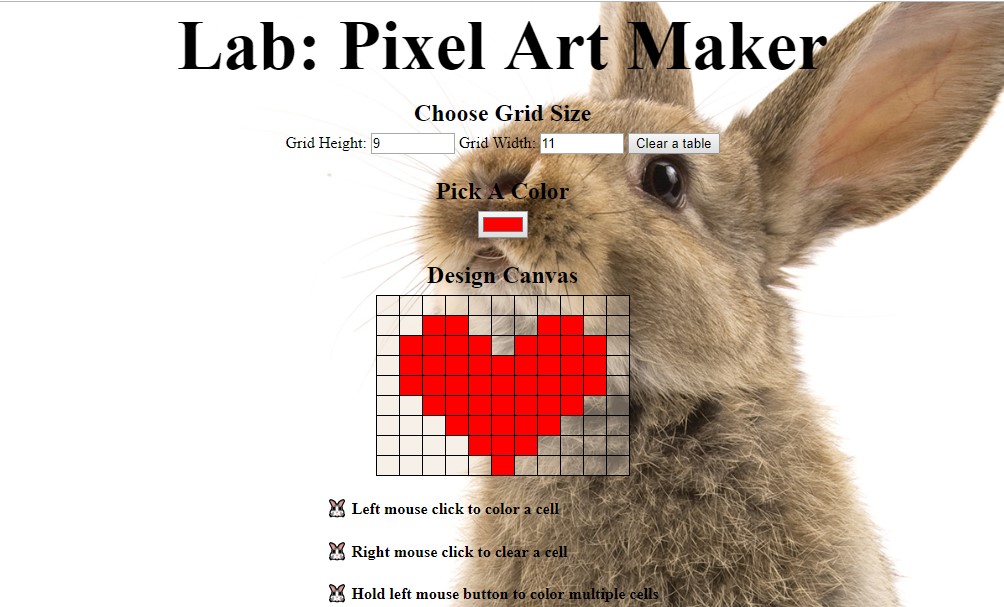 Lab: Pixel Art Maker
Choose Grid Size
Grid Height: 9 Grid Width: 11 Clear a table
Pick A Color
Design Canvas
Left mouse click to color a cell
Right mouse click to clear a cell
Hold left mouse button to color multiple cells